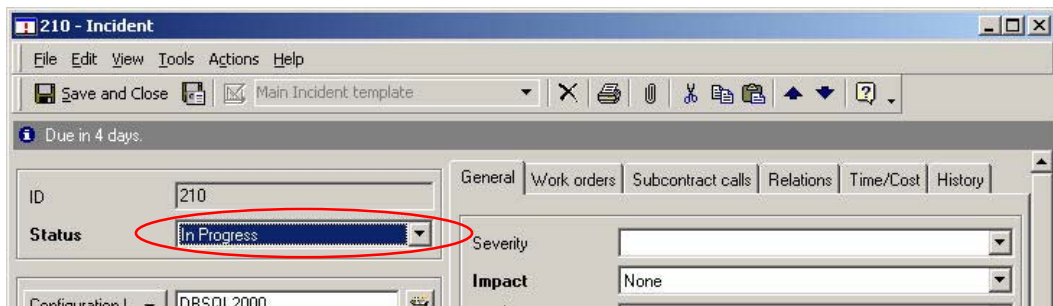 210 - Incident
File Edit View Tools Actions Help
Save and Close Main Incident template
Due in 4 days.
ID 210
Status In Progress
General Work orders Subcontract calls Relations Time/Cost History
Severity
Impact None
DBSQL2000